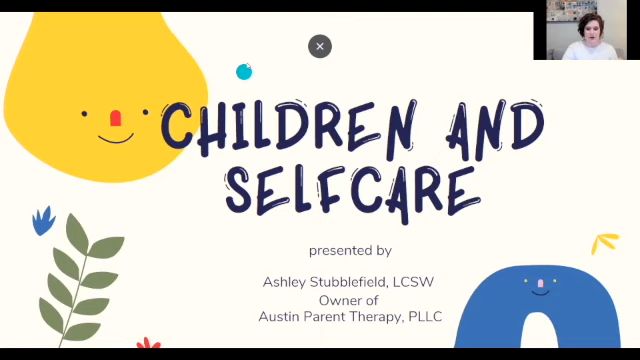 CHILDREN AND
SELFCARE
presented by
Ashley Stubblefield, LCSW
Owner of
Austin Parent Therapy, PLLC